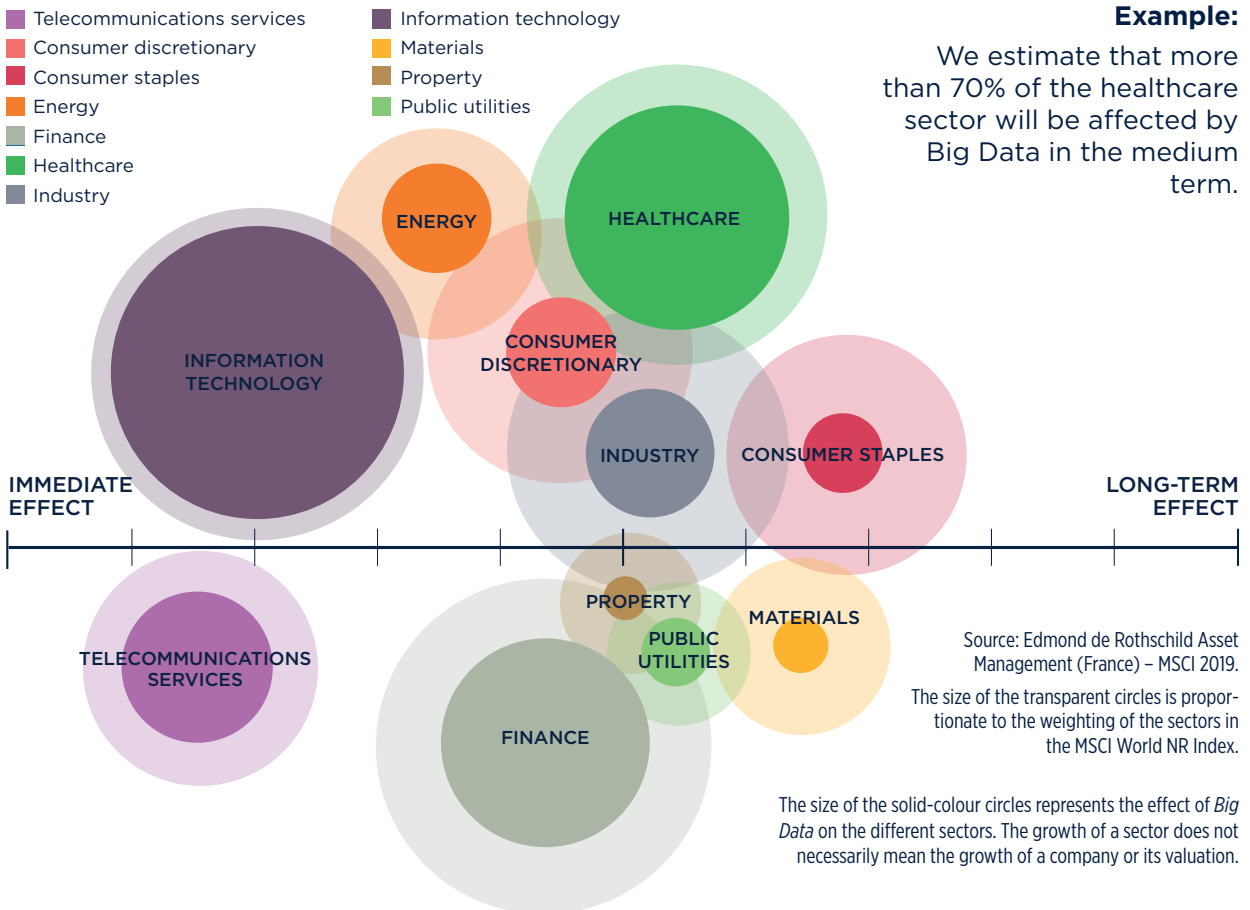 Telecommunications services
Consumer discretionary
Consumer staples
Energy
Finance
Healthcare
Industry
Information technology
Materials
Property
Public utilities
Example:
We estimate that more
than 70% of the healthcare
sector will be affected by
Big Data in the medium
term.
ENERGY
HEALTHCARE
INFORMATION
TECHNOLOGY
CONSUMER
DISCRETIONARY
INDUSTRY
CONSUMER STAPLES
IMMEDIATE
EFFECT
LONG-TERM
EFFECT
PROPERTY
MATERIALS
PUBLIC
UTILITIES
TELECOMMUNICATIONS
SERVICES
FINANCE
Source: Edmond de Rothschild Asset
Management (France) – MSCI 2019.
The size of the transparent circles is propor-
tionate to the weighting of the sectors in
the MSCI World NR Index.
The size of the solid-colour circles represents the effect of Big
Data on the different sectors. The growth of a sector does not
necessarily mean the growth of a company or its valuation.